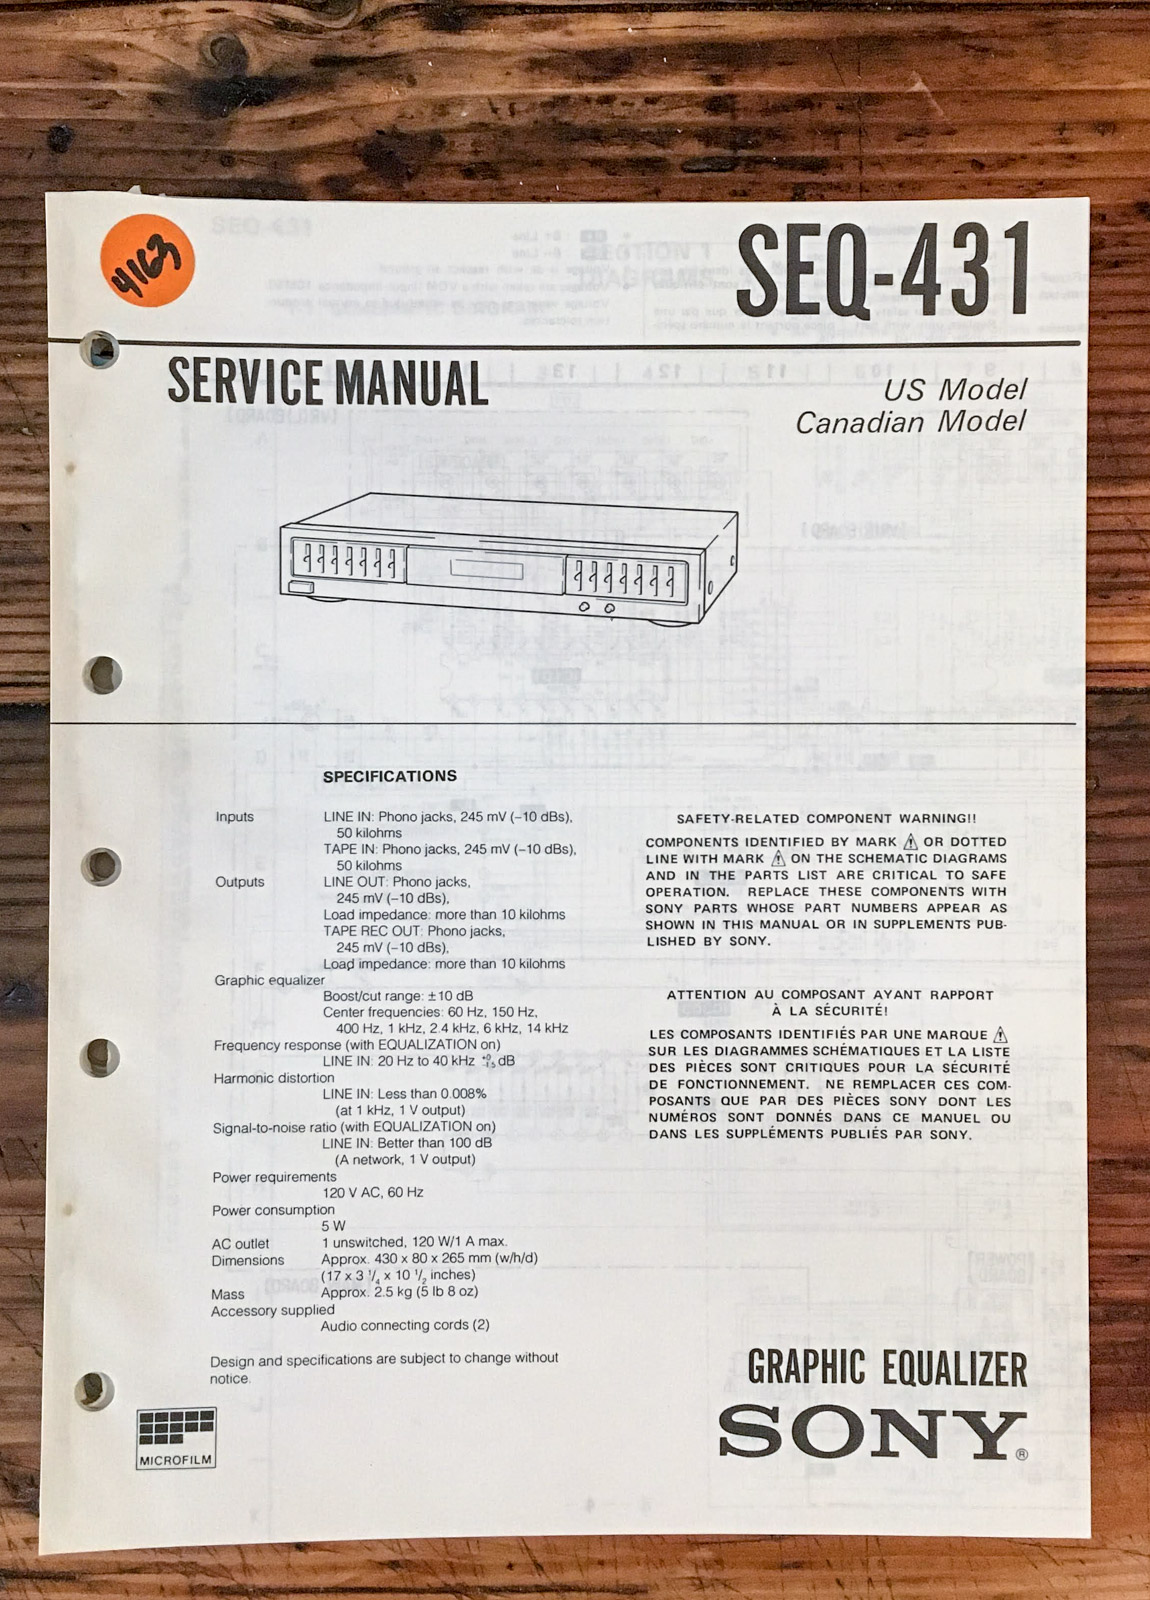 4163
SEQ-431
SERVICE MANUAL
US Model
Canadian Model
SPECIFICATIONS
Inputs LINE IN: Phono jacks, 245 mV (−10 dBs),
50 kilohms
TAPE IN: Phono jacks, 245 mV (−10 dBs),
50 kilohms
Outputs LINE OUT: Phono jacks,
245 mV (−10 dBs),
Load impedance: more than 10 kilohms
TAPE REC OUT: Phono jacks,
245 mV (−10 dBs),
Load impedance: more than 10 kilohms
Graphic equalizer
Boost/cut range: ±10 dB
Center frequencies: 60 Hz, 150 Hz,
400 Hz, 1 kHz, 2.4 kHz, 6 kHz, 14 kHz
Frequency response (with EQUALIZATION on)
LINE IN: 20 Hz to 40 kHz dB
Harmonic distortion
LINE IN: Less than 0.008%
(at 1 kHz, 1 V output)
Signal-to-noise ratio (with EQUALIZATION on)
LINE IN: Better than 100 dB
(A network, 1 V output)
Power requirements
120 V AC, 60 Hz
Power consumption
5 W
AC outlet 1 unswitched, 120 W/1 A max.
Dimensions Approx. 430 x 80 x 265 mm (w/h/d)
(17 x 3 1/4 x 10 1/2 inches)
Mass Approx. 2.5 kg (5 lb 8 oz)
Accessory supplied
Audio connecting cords (2)
Design and specifications are subject to change without
notice.
MICROFILM
SAFETY-RELATED COMPONENT WARNING!!
COMPONENTS IDENTIFIED BY MARK ⚠ OR DOTTED
LINE WITH MARK ⚠ ON THE SCHEMATIC DIAGRAMS
AND IN THE PARTS LIST ARE CRITICAL TO SAFE
OPERATION. REPLACE THESE COMPONENTS WITH
SONY PARTS WHOSE PART NUMBERS APPEAR AS
SHOWN IN THIS MANUAL OR IN SUPPLEMENTS PUB-
LISHED BY SONY.
ATTENTION AU COMPOSANT AYANT RAPPORT
À LA SÉCURITÉ!
LES COMPOSANTS IDENTIFIÉS PAR UNE MARQUE ⚠
SUR LES DIAGRAMMES SCHÉMATIQUES ET LA LISTE
DES PIÈCES SONT CRITIQUES POUR LA SÉCURITÉ
DE FONCTIONNEMENT. NE REMPLACER CES COM-
POSANTS QUE PAR DES PIÈCES SONY DONT LES
NUMÉROS SONT DONNÉS DANS CE MANUEL OU
DANS LES SUPPLÉMENTS PUBLIÉS PAR SONY.
GRAPHIC EQUALIZER
SONY®